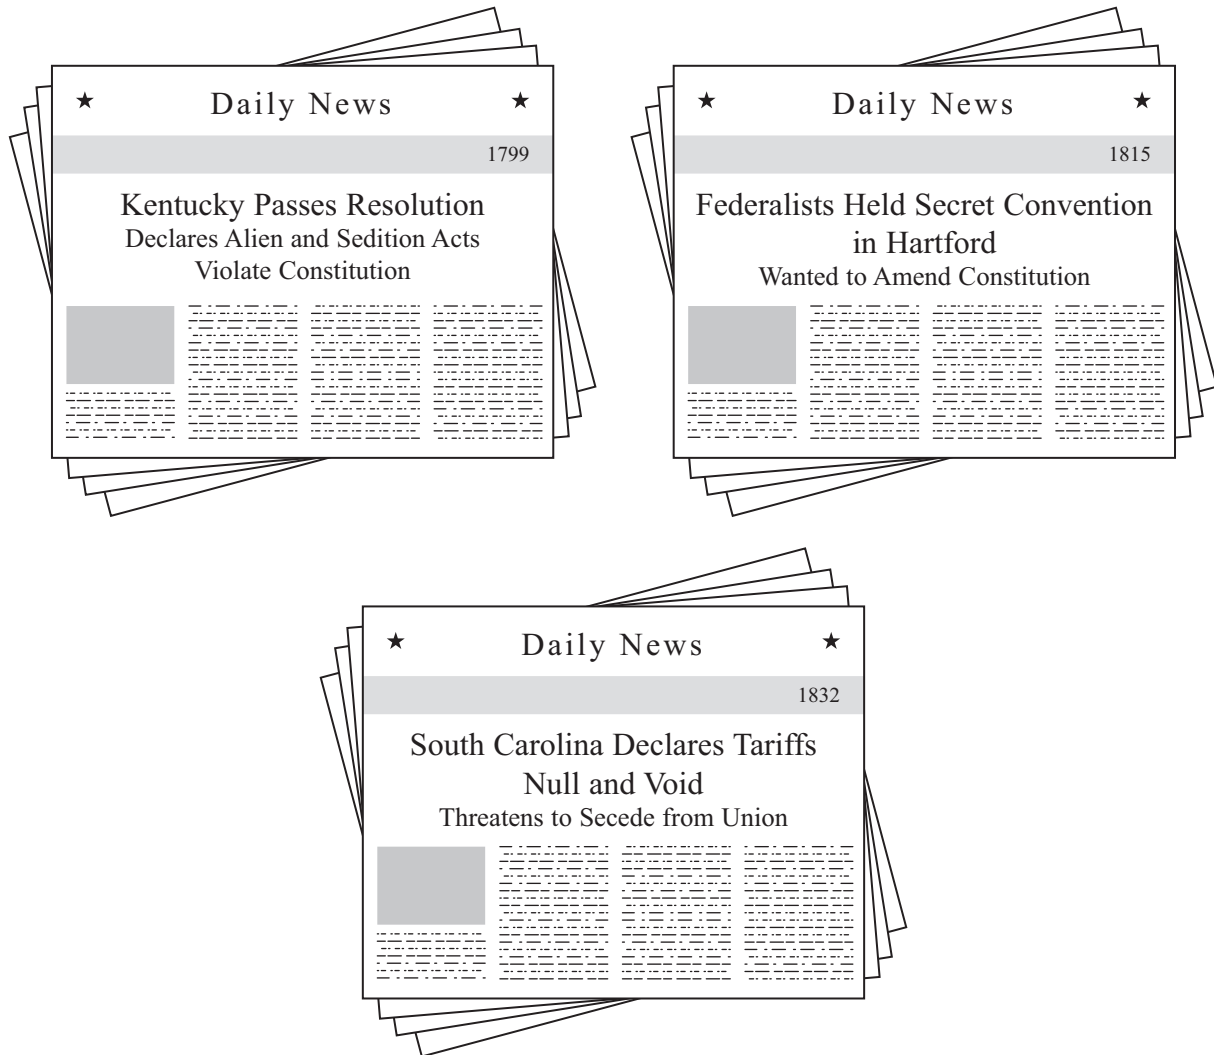 ★ Daily News ★
1799
Kentucky Passes Resolution
Declares Alien and Sedition Acts
Violate Constitution
★ Daily News ★
1815
Federalists Held Secret Convention
in Hartford
Wanted to Amend Constitution
★ Daily News ★
1832
South Carolina Declares Tariffs
Null and Void
Threatens to Secede from Union